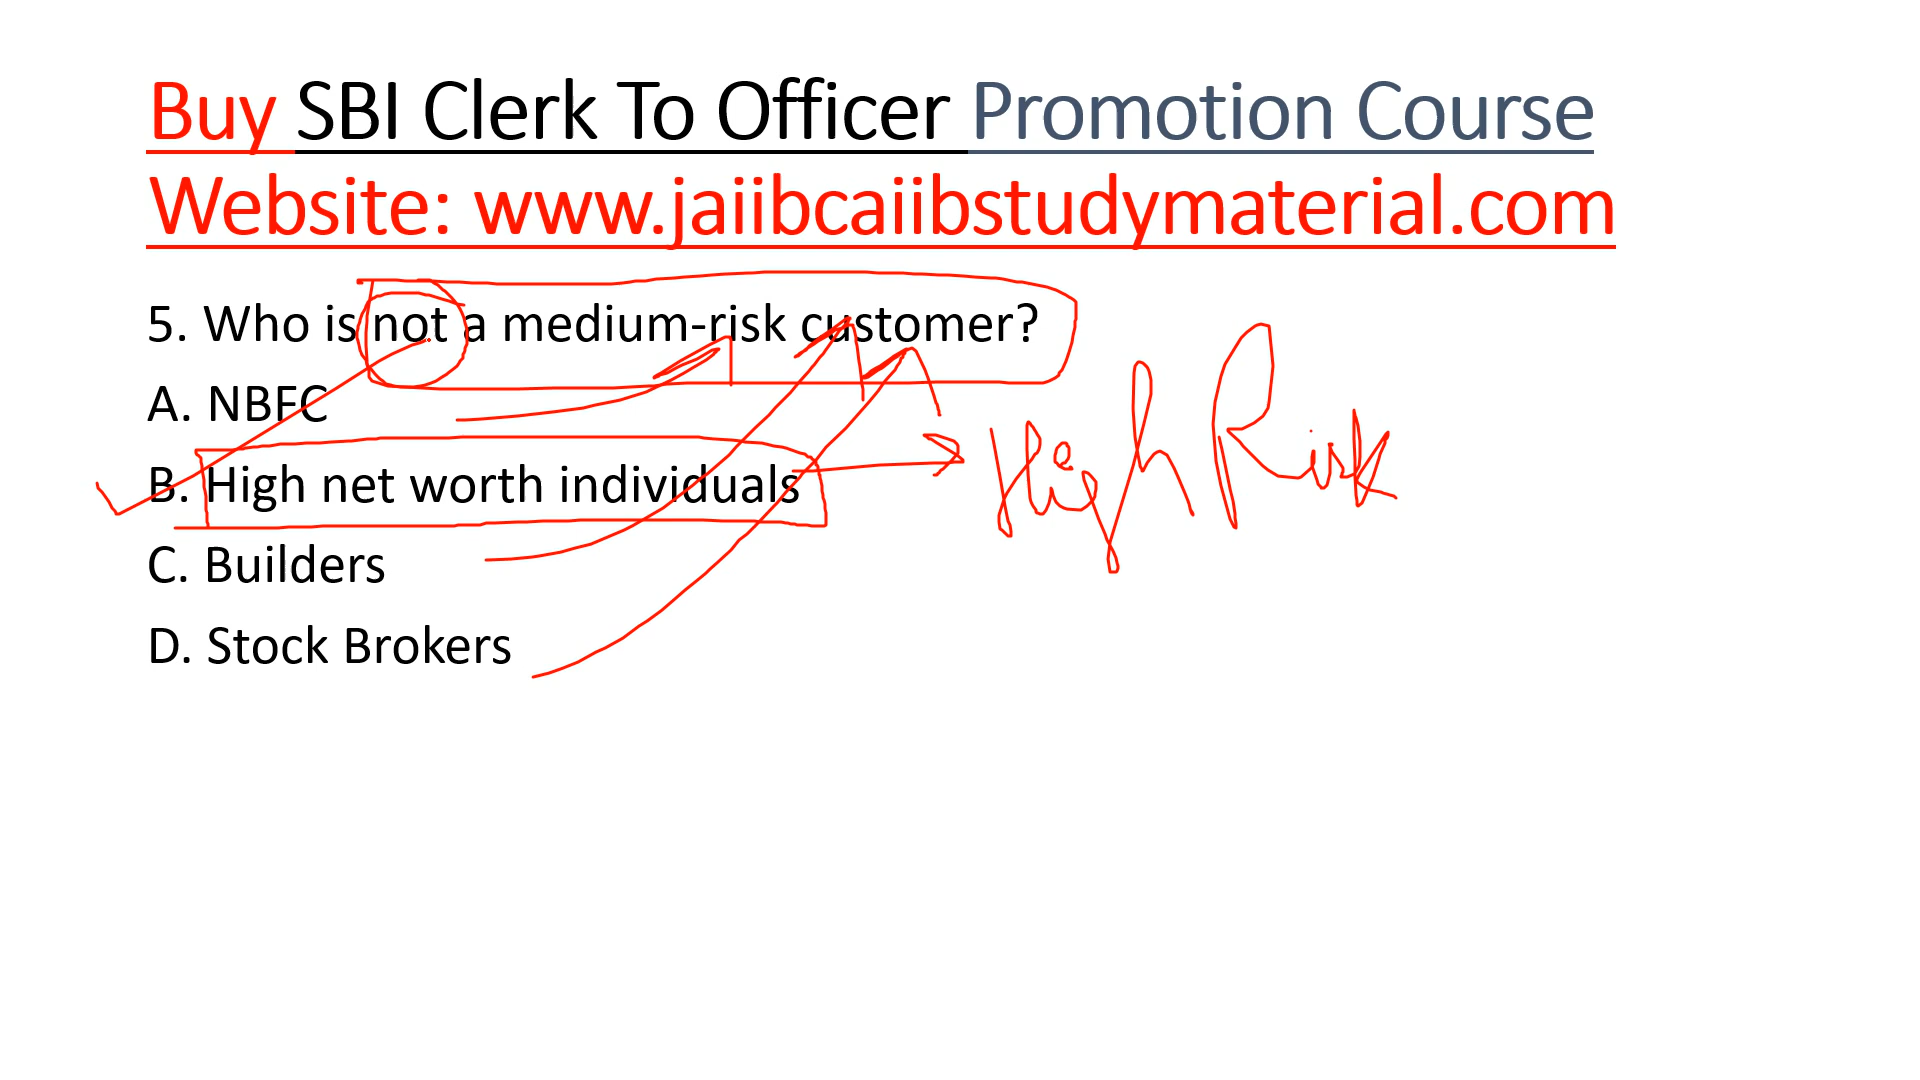 Buy SBI Clerk To Officer Promotion Course
Website: www.jaiibcaiibstudymaterial.com
5. Who is not a medium-risk customer?
A. NBFC
B. High net worth individuals
High Risk
C. Builders
D. Stock Brokers